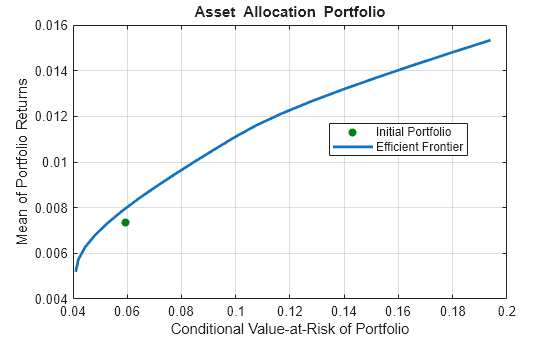 Asset Allocation Portfolio
Mean of Portfolio Returns
0.016
0.014
0.012
0.01
0.008
0.006
0.004
Initial Portfolio
Efficient Frontier
0.04 0.06 0.08 0.1 0.12 0.14 0.16 0.18 0.2
Conditional Value-at-Risk of Portfolio